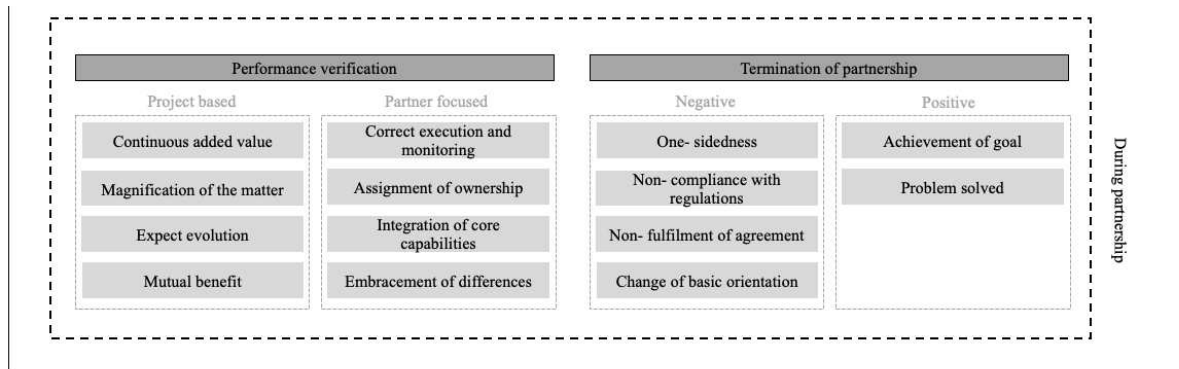 Performance verification
Project based
Partner focused
Continuous added value
Magnification of the matter
Expect evolution
Mutual benefit
Correct execution and
monitoring
Assignment of ownership
Integration of core
capabilities
Embracement of differences
Termination of partnership
Negative
Positive
One- sidedness
Non- compliance with
regulations
Non- fulfilment of agreement
Change of basic orientation
Achievement of goal
Problem solved
During partnership